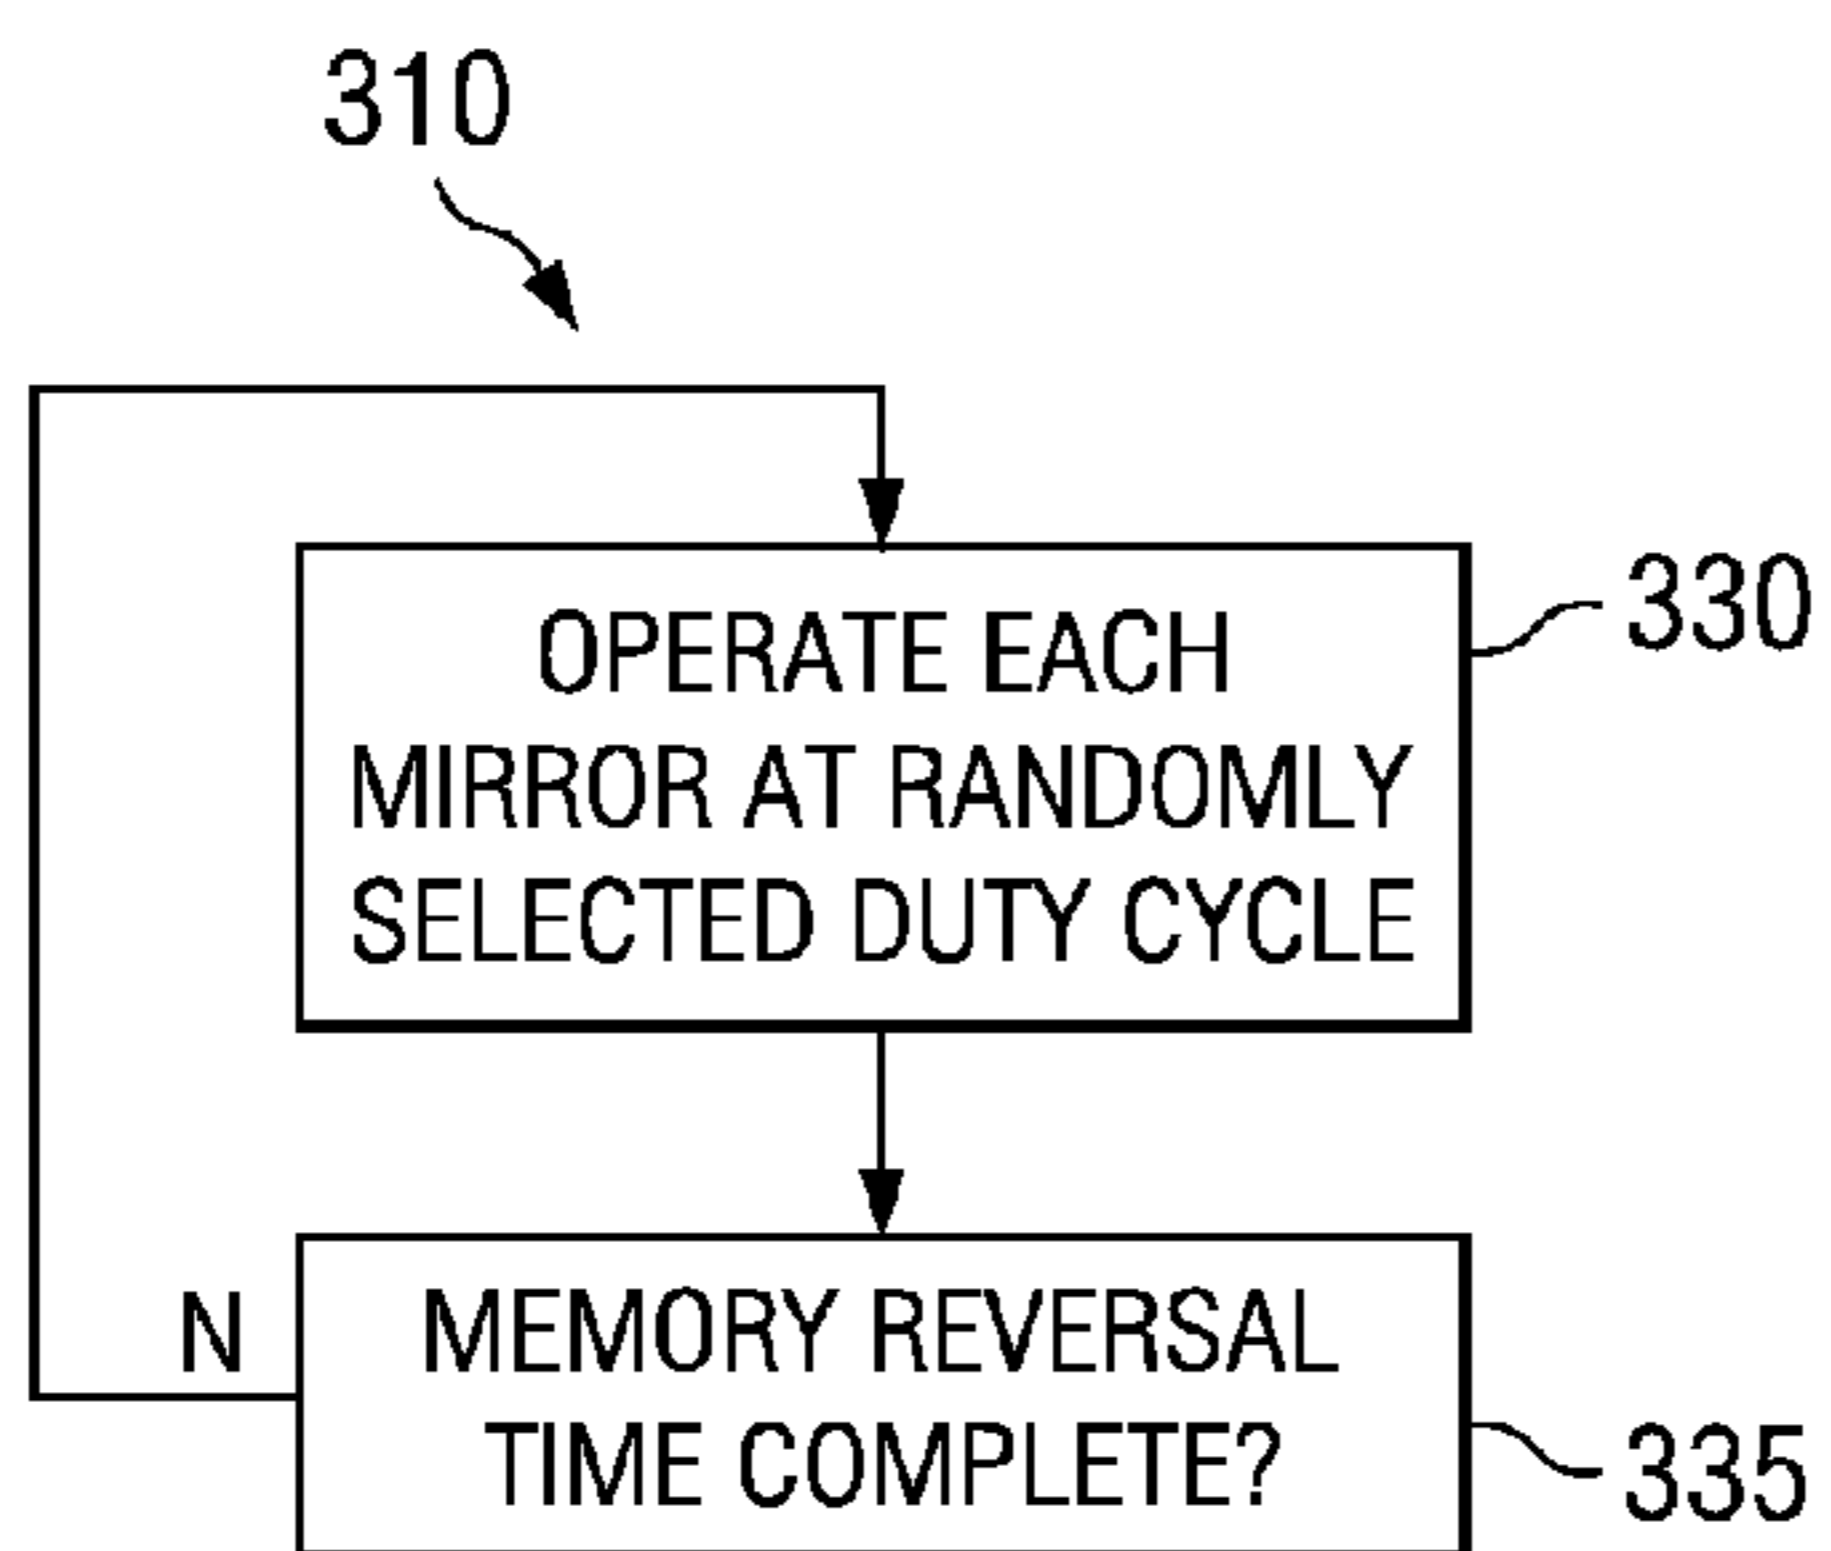 310
OPERATE EACH
MIRROR AT RANDOMLY
SELECTED DUTY CYCLE
330
N
MEMORY REVERSAL
TIME COMPLETE?
335